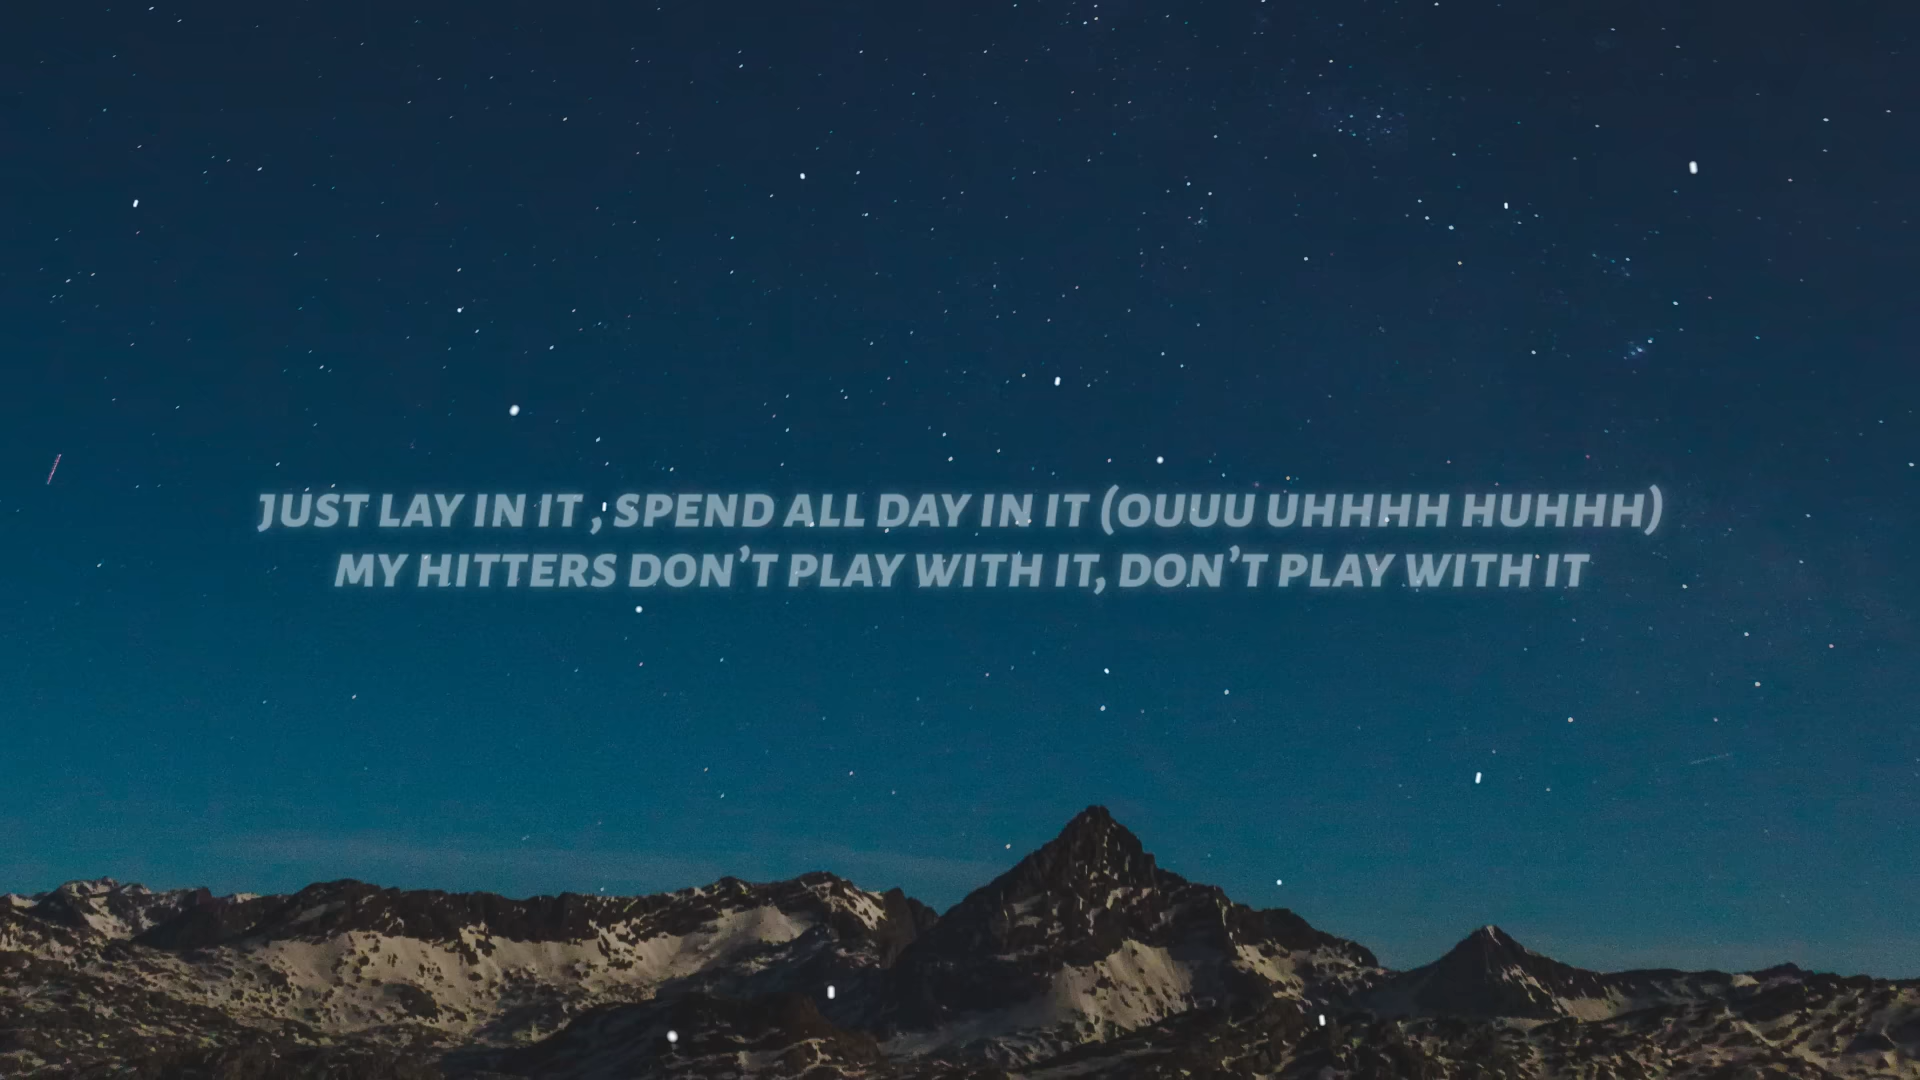 JUST LAY IN IT , SPEND ALL DAY IN IT (OUUU UHHHH HUHHH)
MY HITTERS DON’T PLAY WITH IT, DON’T PLAY WITH IT